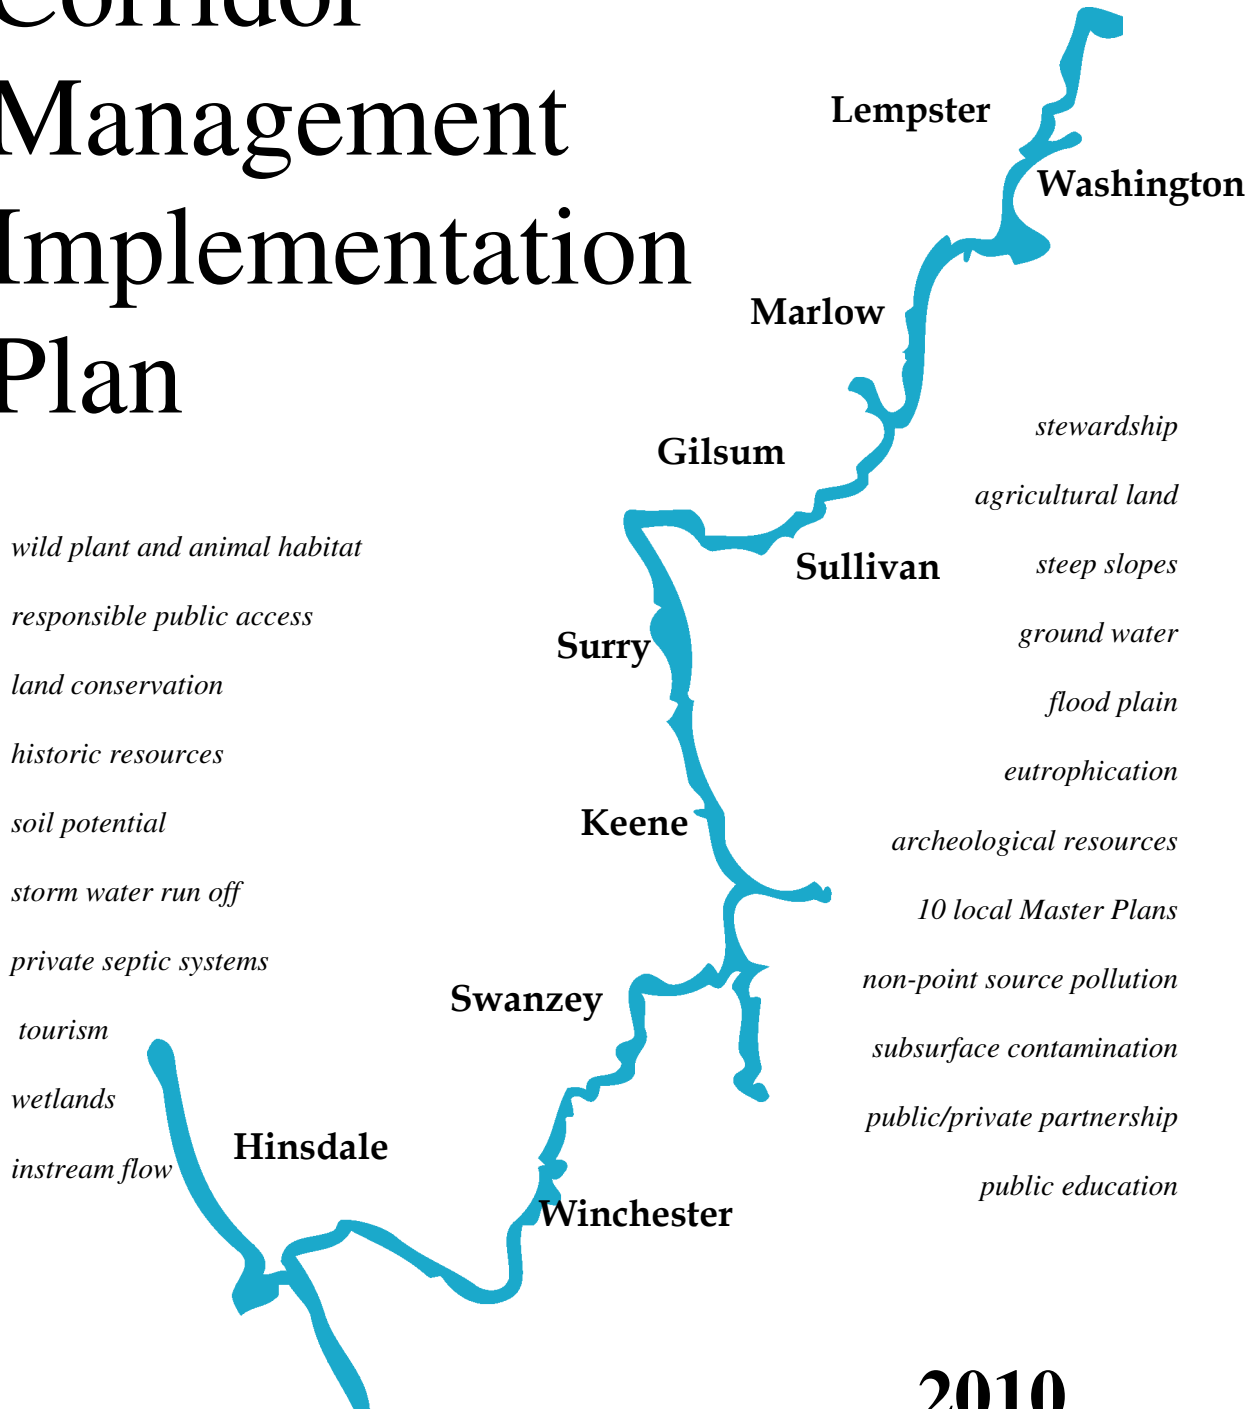 Corridor
Management
Implementation
Plan
Lempster
Washington
Marlow
Gilsum
Sullivan
Surry
Keene
Swanzey
Hinsdale
Winchester
wild plant and animal habitat
responsible public access
land conservation
historic resources
soil potential
storm water run off
private septic systems
tourism
wetlands
instream flow
stewardship
agricultural land
steep slopes
ground water
flood plain
eutrophication
archeological resources
10 local Master Plans
non-point source pollution
subsurface contamination
public/private partnership
public education
2010